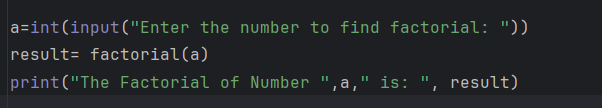 a=int(input("Enter the number to find factorial: "))
result= factorial(a)
print("The Factorial of Number ",a," is: ", result)